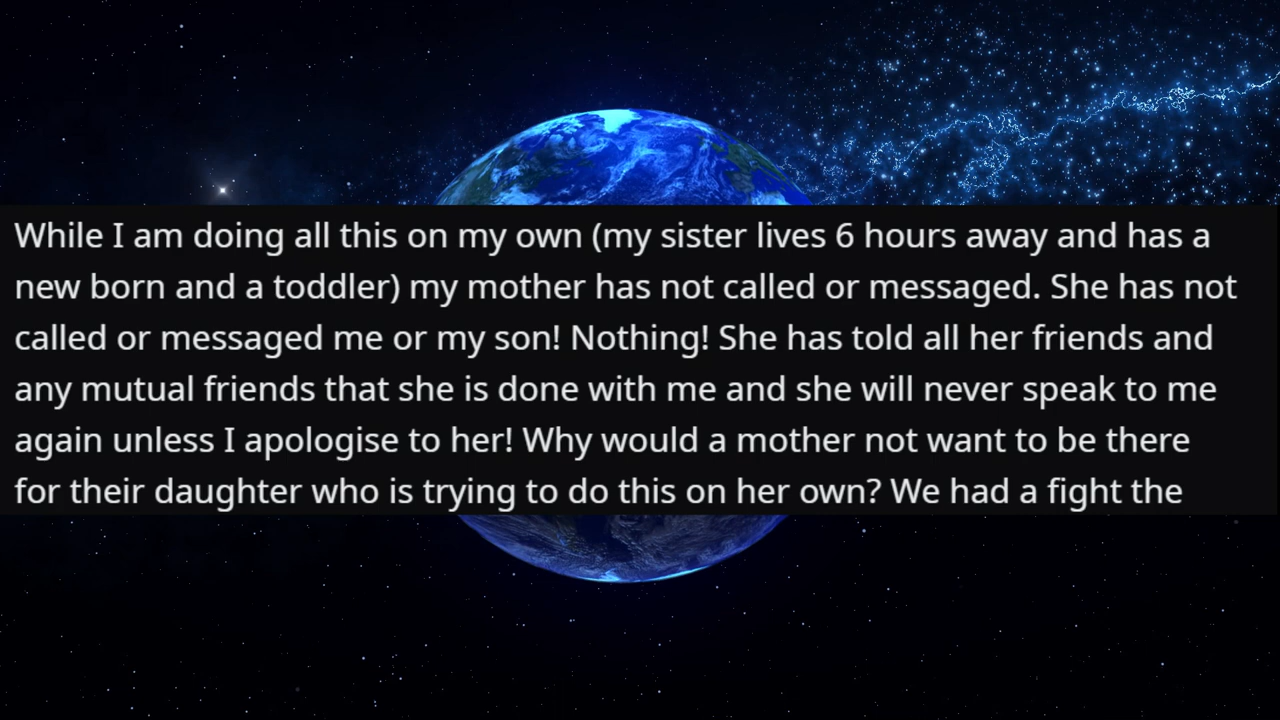 While I am doing all this on my own (my sister lives 6 hours away and has a
new born and a toddler) my mother has not called or messaged. She has not
called or messaged me or my son! Nothing! She has told all her friends and
any mutual friends that she is done with me and she will never speak to me
again unless I apologise to her! Why would a mother not want to be there
for their daughter who is trying to do this on her own? We had a fight the